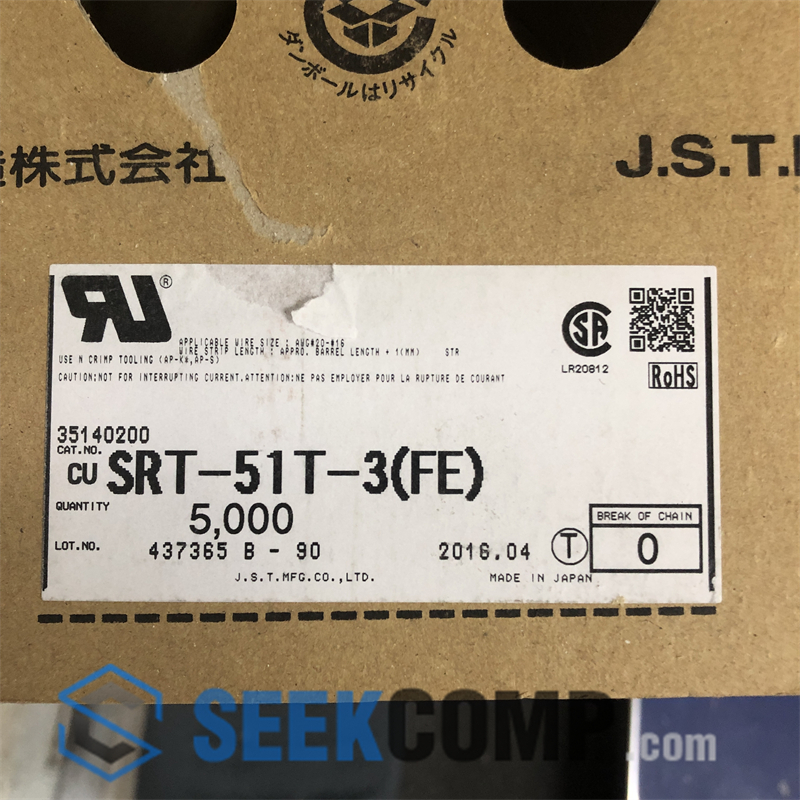 ダンボールはリサイクル
株式会社
J.S.T.
®
APPLICABLE WIRE SIZE : AWG#20-#16
WIRE STRIP LENGTH : APPRO. BARREL LENGTH + 1(MM) STR
USE N CRIMP TOOLING (AP-K#,AP-S)
CAUTION:NOT FOR INTERRUPTING CURRENT.ATTENTION:NE PAS EMPLOYER POUR LA RUPTURE DE COURANT
LR20812
RoHS
35140200
CAT.NO.
CU SRT-51T-3(FE)
QUANTITY 5,000
BREAK OF CHAIN
LOT.NO. 437365 B - 90 2016.04 T 0
J.S.T.MFG.CO.,LTD. MADE IN JAPAN
SEEKCOMP.com